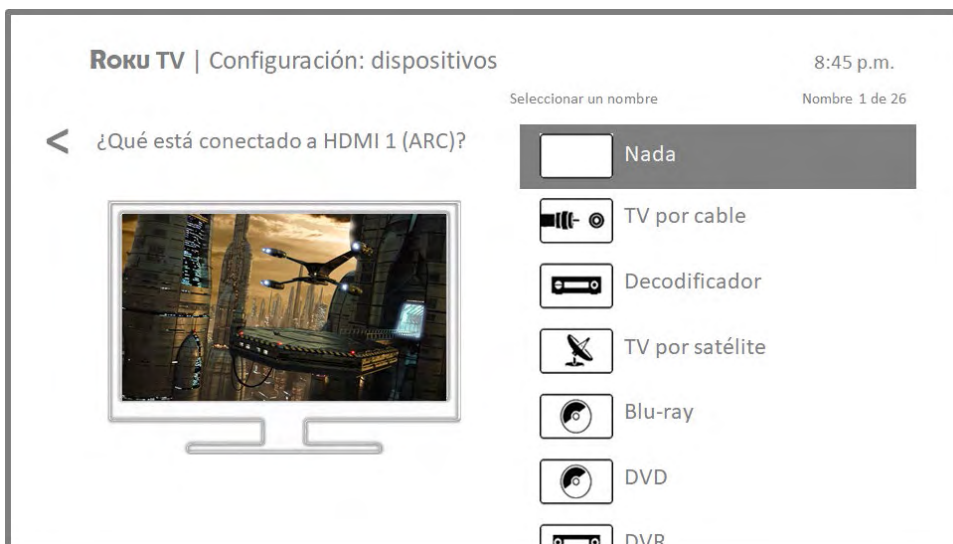 Roku TV | Configuración: dispositivos
8:45 p.m.
Seleccionar un nombre
Nombre 1 de 26
< ¿Qué está conectado a HDMI 1 (ARC)?
Nada
TV por cable
Decodificador
TV por satélite
Blu-ray
DVD
DVR